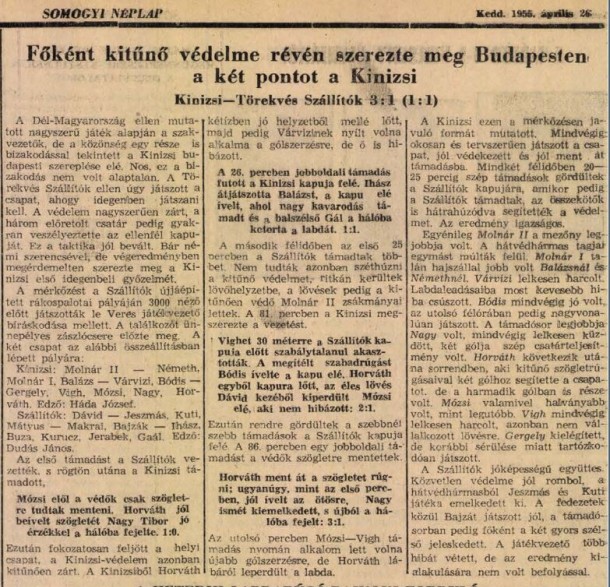 SOMOGYI NÉPLAP
Kedd. 1955. április 26
Főként kitűnő védelme révén szerezte meg Budapesten
a két pontot a Kinizsi
Kinizsi—Törekvés Szállítók 3:1 (1:1)
A Dél-Magyarország ellen muta-
tott nagyszerű játék alapján a szak-
vezetők, de a közönség egy része is
bizakodással tekintett a Kinizsi bu-
dapesti szereplése elé. Nos, ez a bi-
zakodás nem volt alaptalan. A Tö-
rekvés Szállítók ellen úgy játszott a
csapat, ahogy idegenben játszani
kell. A védelem nagyszerűen zárt, a
három előretolt csatár pedig gyak-
ran veszélyeztette az ellenfél kapu-
ját. Ez a taktika jól bevált. Bár né-
mi szerencsével, de végeredményben
megérdemelten szerezte meg a Ki-
nizsi első idegenbeli győzelmét.
A mérkőzést a Szállítók újjáépí-
tett rákospalotai pályáján 3000 néző
előtt játszották le Veres játékvezető
bíráskodása mellett. A találkozót ün-
nepélyes zászlócsere előzte meg. A
két csapat az alábbi összeállításban
lépett pályára:
Kinizsi: Molnár II — Németh,
Molnár I, Balázs — Várvizi, Bódis —
Gergely, Vigh, Mózsi, Nagy, Hor-
váth. Edző: Háda József.
Szállítók: Dávid — Jeszmás, Kuti,
Mátyus — Makrai, Bajzák — Ihász,
Buza, Kurucz, Jerabek, Gaál. Edző:
Dudás János.
Az első támadást a Szállítók ve-
zették, s rögtön utána a Kinizsi tá-
madott.
Mózsi elől a védők csak szögle-
tre tudtak menteni. Horváth jól
beívelt szögletét Nagy Tibor jó
érzékkel a hálóba fejelte. 1:0.
Ezután fokozatosan feljött a helyi
csapat, a Kinizsi-védelem azonban
kitűnően zárt. A Kinizsiből Horváth
kétízben jó helyzetből mellé lőtt,
majd pedig Várvizinek nyílt volna
alkalma a gólszerzésre, de ő is hi-
bázott.
A 26. percben jobboldali támadás
futott a Kinizsi kapuja felé. Ihász
átjátszotta Balázst, a kapu elé
ívelt, ahol nagy kavarodás tá-
madt és a balszélső Gál a hálóba
kotorta a labdát. 1:1.
A második félidőben az első 25
percben a Szállítók támadtak töb-
bet. Nem tudták azonban széthúzni
a kitűnő védelmet, ritkán kerültek
lövőhelyzetbe, a lövések pedig a ki-
tűnően védő Molnár II zsákmányai
lettek. A 81. percben a Kinizsi meg-
szerezte a vezetést.
Vighet 30 méterre a Szállítók ka-
puja előtt szabálytalanul akasz-
tották. A megítélt szabadrúgást
Bódis ívelte a kapu elé, Horváth
egyből kapura lőtt, az éles lövés
Dávid kezéből kiperdült Mózsi
elé, aki nem hibázott: 2:1.
Ezután rendre gördültek a szebbnél
szebb támadások a Szállítók kapuja
felé. A 86. percben egy jobboldali tá-
madást a védők szögletre mentettek.
Horváth ment át a szögletet rúg-
ni; ugyanúgy, mint az első perc-
ben, jól ívelt az ötösre, Nagy
ismét kiemelkedett, s újból a há-
lóba fejelt: 3:1.
Az utolsó percben Mózsi—Vigh tá-
madás nyomán alkalom lett volna
újabb gólszerzésre, de Horváth lá-
báról leperdült a labda.
A Kinizsi ezen a mérkőzésen ja-
vuló formát mutatott. Mindvégig
okosan és tervszerűen játszott a csa-
pat, jól védekezett és jól ment át
támadásba. Mindkét félidőben 20—
25 percig szép támadások gördültek
a Szállítók kapujára, amikor pedig
a Szállítók támadtak, az összekötők
is hátrahúzódva segítették a védel-
met. Az eredmény igazságos.
Egyénileg Molnár I a mezőny leg-
jobbja volt. A hátvédhármas tagjai
egymást múlták felül. Molnár I ta-
lán hajszállal jobb volt Balázsnál és
Némethnél. Várvizi lelkesen harcolt.
Labdaleadásaiba most kevesebb hi-
ba csúszott. Bódis mindvégig jó volt,
az utolsó félórában pedig nagyvona-
lúan játszott. A támadósor legjobbja
Nagy volt, mindvégig lelkesen küz-
dött, két gólja szép csatárteljesít-
mény volt. Horváth következik utá-
na sorrendben, aki kitűnő szögletrú-
gásaival két gólhoz segítette a csapa-
tot, de a harmadik gólban is része
volt. Mózsi valamivel halványabb
volt, mint legutóbb. Vigh mindvégig
lelkesen harcolt, azonban nem vál-
lalkozott lövésre. Gergely kielégített,
de korábbi sérülése miatt tartózko-
dóan játszott.
A Szállítók jóképességű együttes.
Közvetlen védelme jól rombol, a
hátvédhármasból Jeszmás és Kuti
játéka emelkedett ki. A fedezetek
közül Bajzát játszott jól, a támadó-
sorban pedig főként a két gyors szél-
ső jeleskedett. A játékvezető többb
hibát vétett, de az eredmény ki-
alakulására nem volt befolyással.